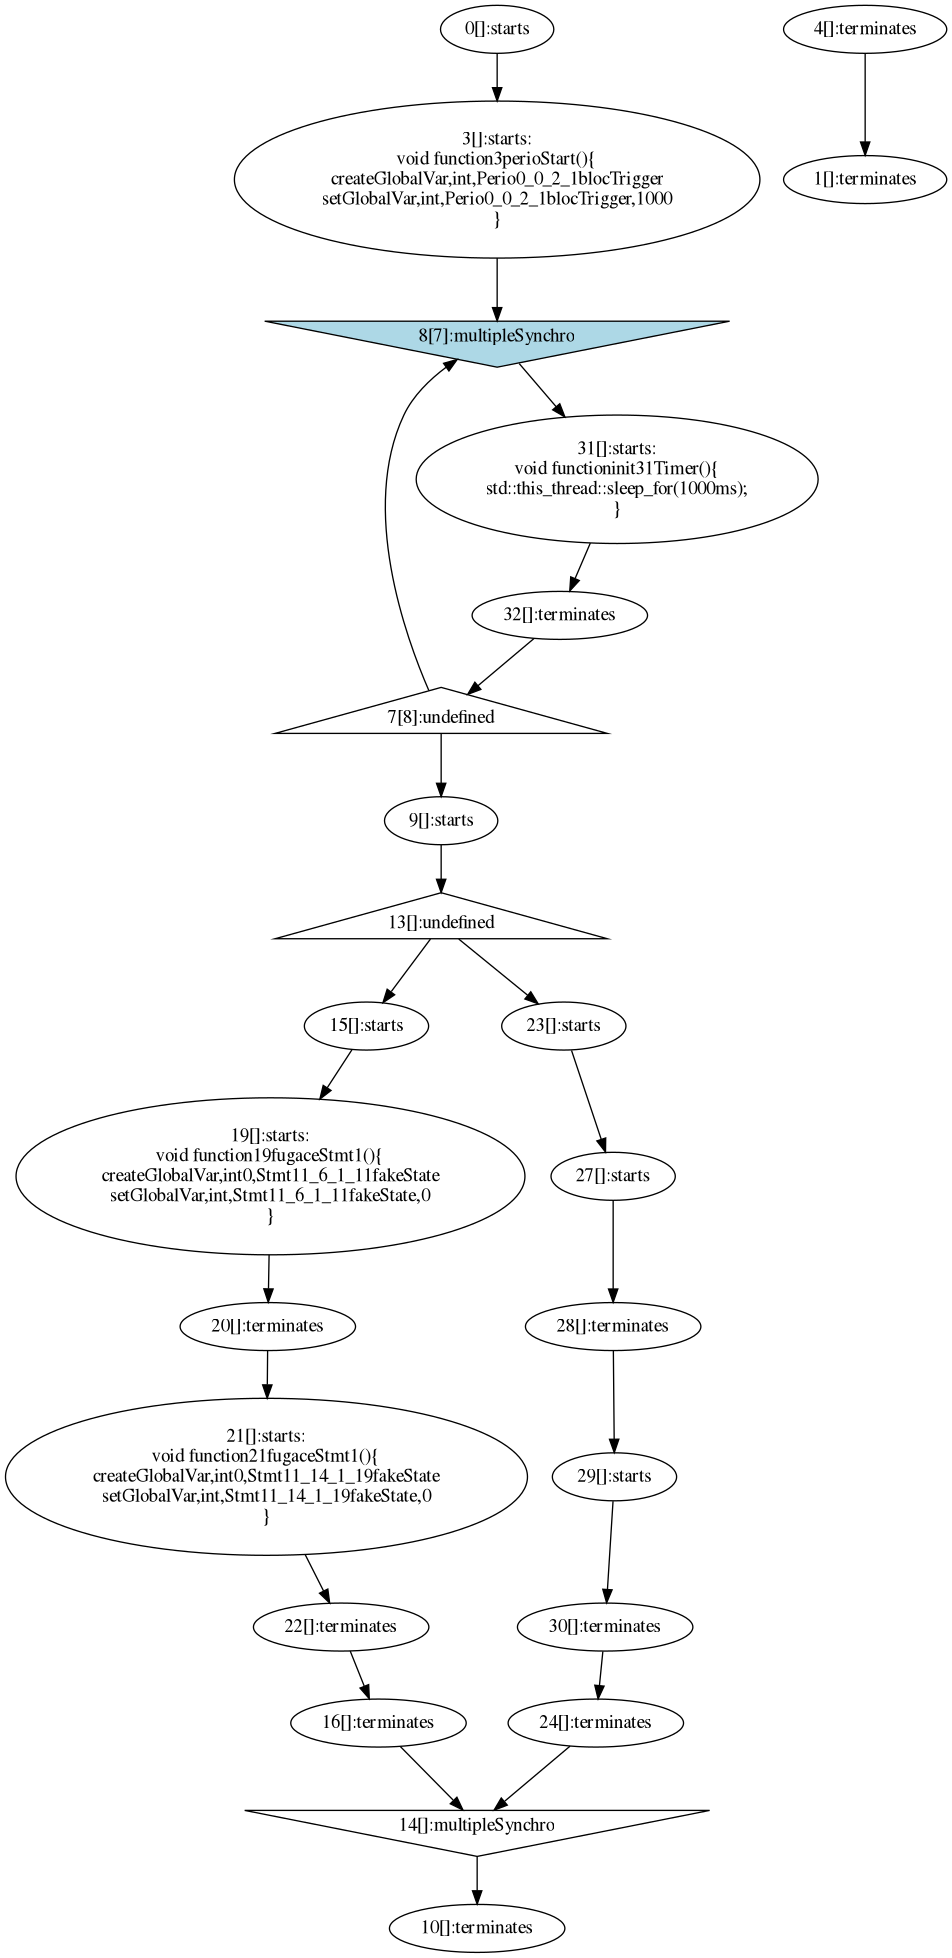 0[]:starts
4[]:terminates
3[]:starts:
void function3perioStart(){
createGlobalVar,int,Perio0_0_2_1blocTrigger
setGlobalVar,int,Perio0_0_2_1blocTrigger,1000
}
1[]:terminates
8[7]:multipleSynchro
31[]:starts:
void functioninit31Timer(){
std::this_thread::sleep_for(1000ms);
}
32[]:terminates
7[8]:undefined
9[]:starts
13[]:undefined
15[]:starts
23[]:starts
19[]:starts:
void function19fugaceStmt1(){
createGlobalVar,int0,Stmt11_6_1_11fakeState
setGlobalVar,int,Stmt11_6_1_11fakeState,0
}
27[]:starts
20[]:terminates
28[]:terminates
21[]:starts:
void function21fugaceStmt1(){
createGlobalVar,int0,Stmt11_14_1_19fakeState
setGlobalVar,int,Stmt11_14_1_19fakeState,0
}
29[]:starts
22[]:terminates
30[]:terminates
16[]:terminates
24[]:terminates
14[]:multipleSynchro
10[]:terminates